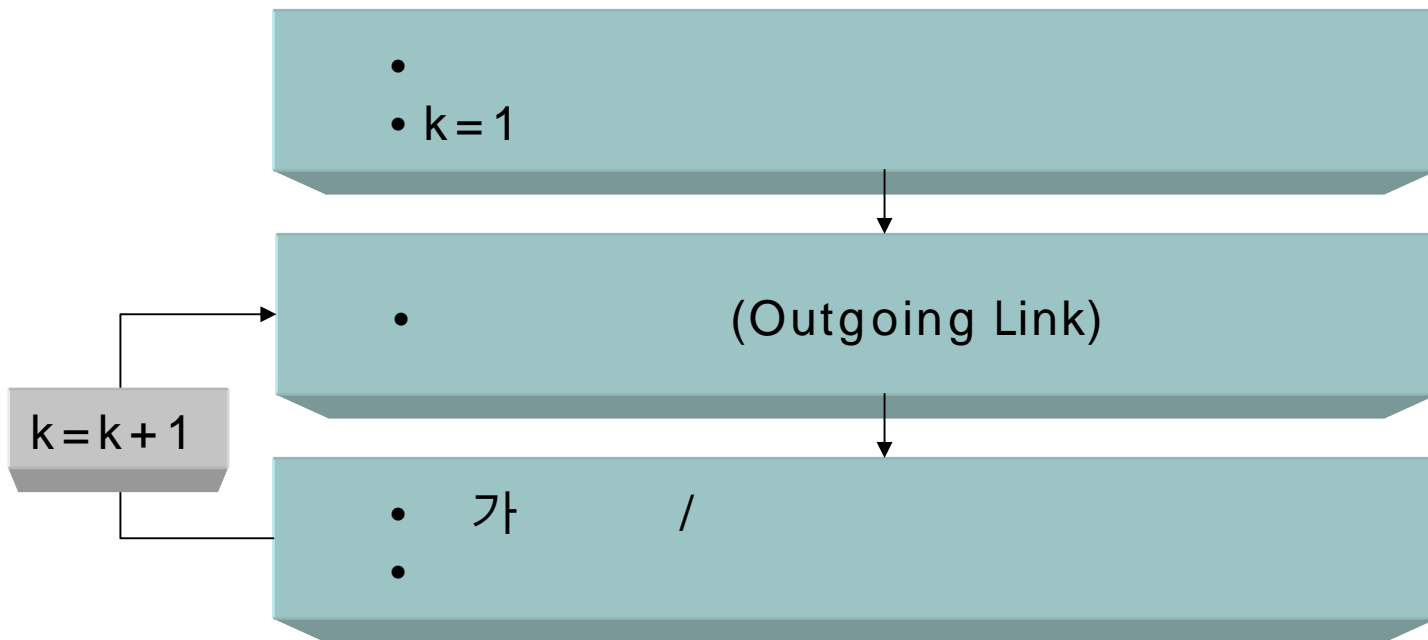 •
• k=1
• (Outgoing Link)
k=k+1
• 가 /
•